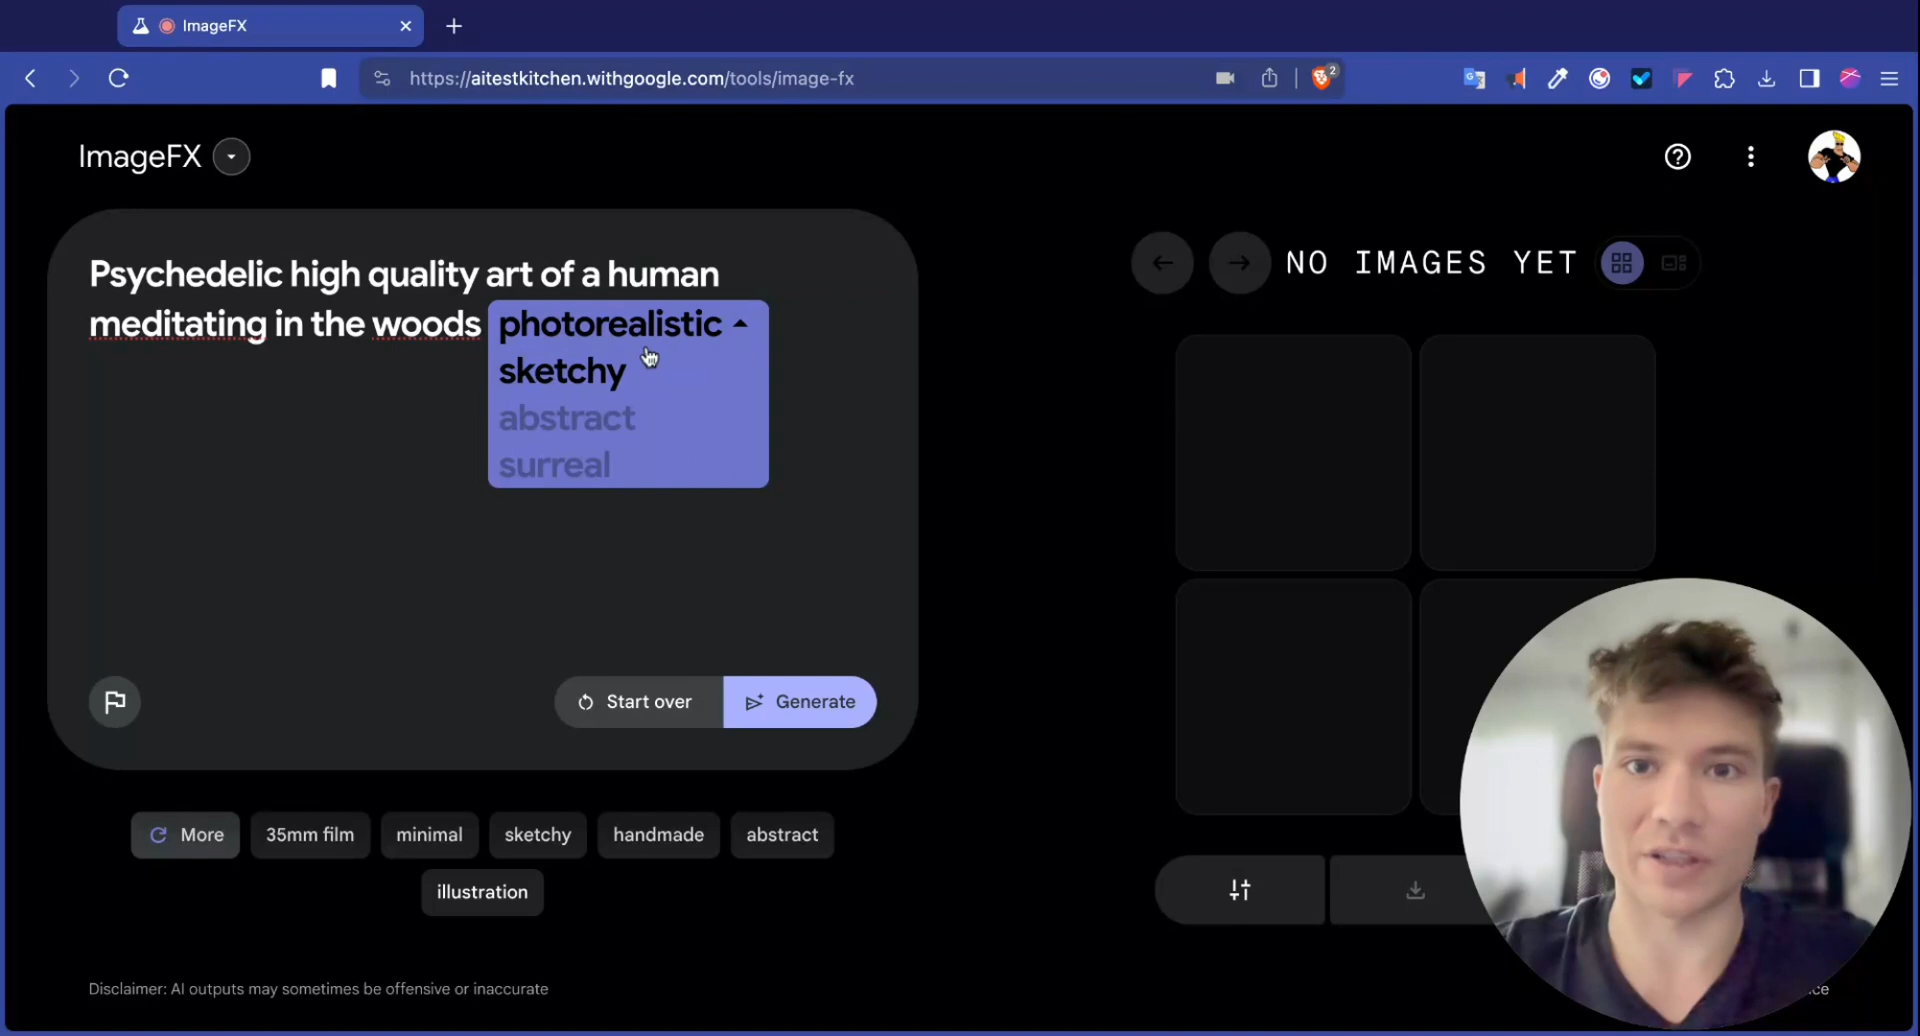 ImageFX
https://aitestkitchen.withgoogle.com/tools/image-fx
2
ImageFX
Psychedelic high quality art of a human
meditating in the woods photorealistic
sketchy
abstract
surreal
Start over
Generate
More
35mm film
minimal
sketchy
handmade
abstract
illustration
NO IMAGES YET
Disclaimer: AI outputs may sometimes be offensive or inaccurate